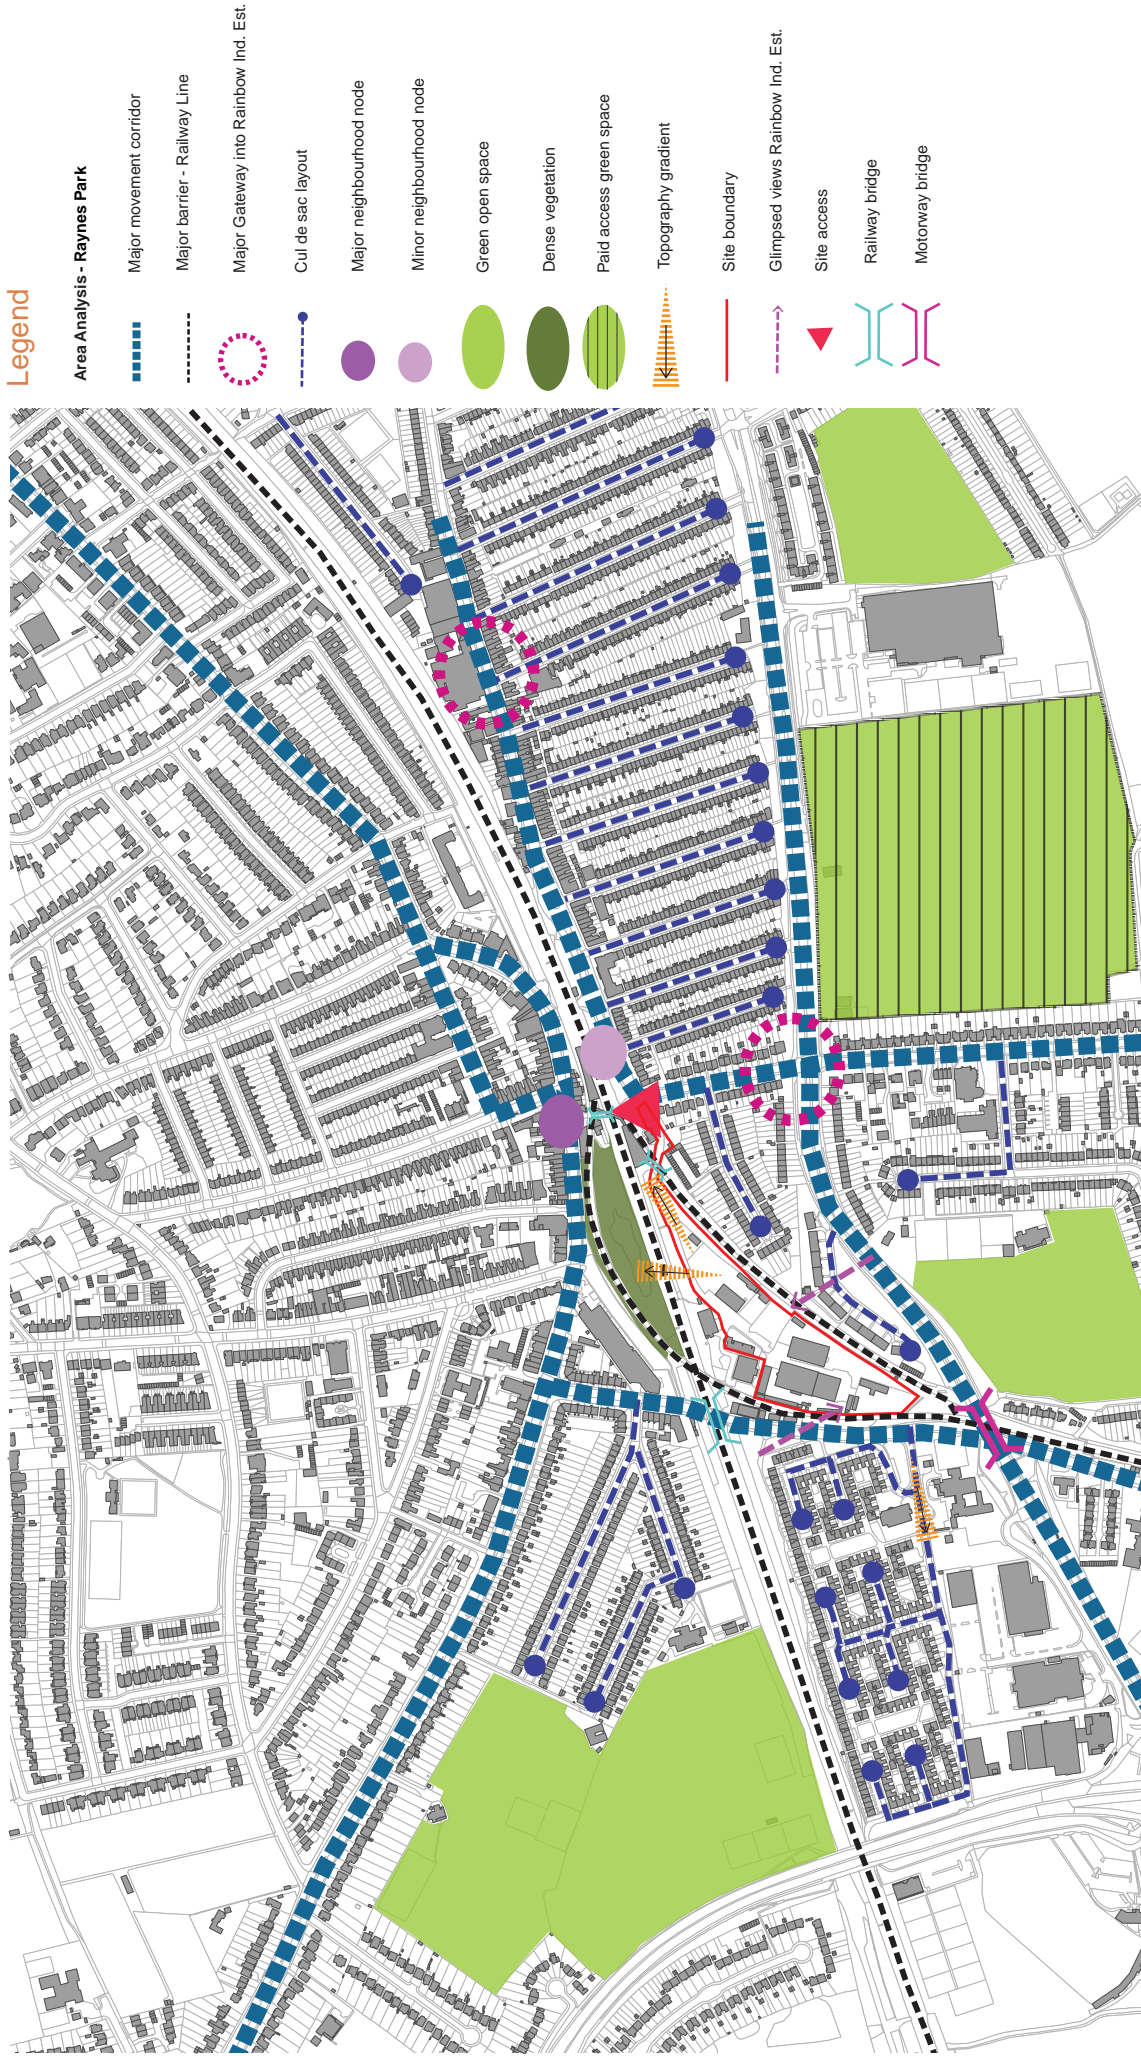 Legend
Area Analysis - Raynes Park
Major movement corridor
Major barrier - Railway Line
Major Gateway into Rainbow Ind. Est.
Cul de sac layout
Major neighbourhood node
Minor neighbourhood node
Green open space
Dense vegetation
Paid access green space
Topography gradient
Site boundary
Glimpsed views Rainbow Ind. Est.
Site access
Railway bridge
Motorway bridge